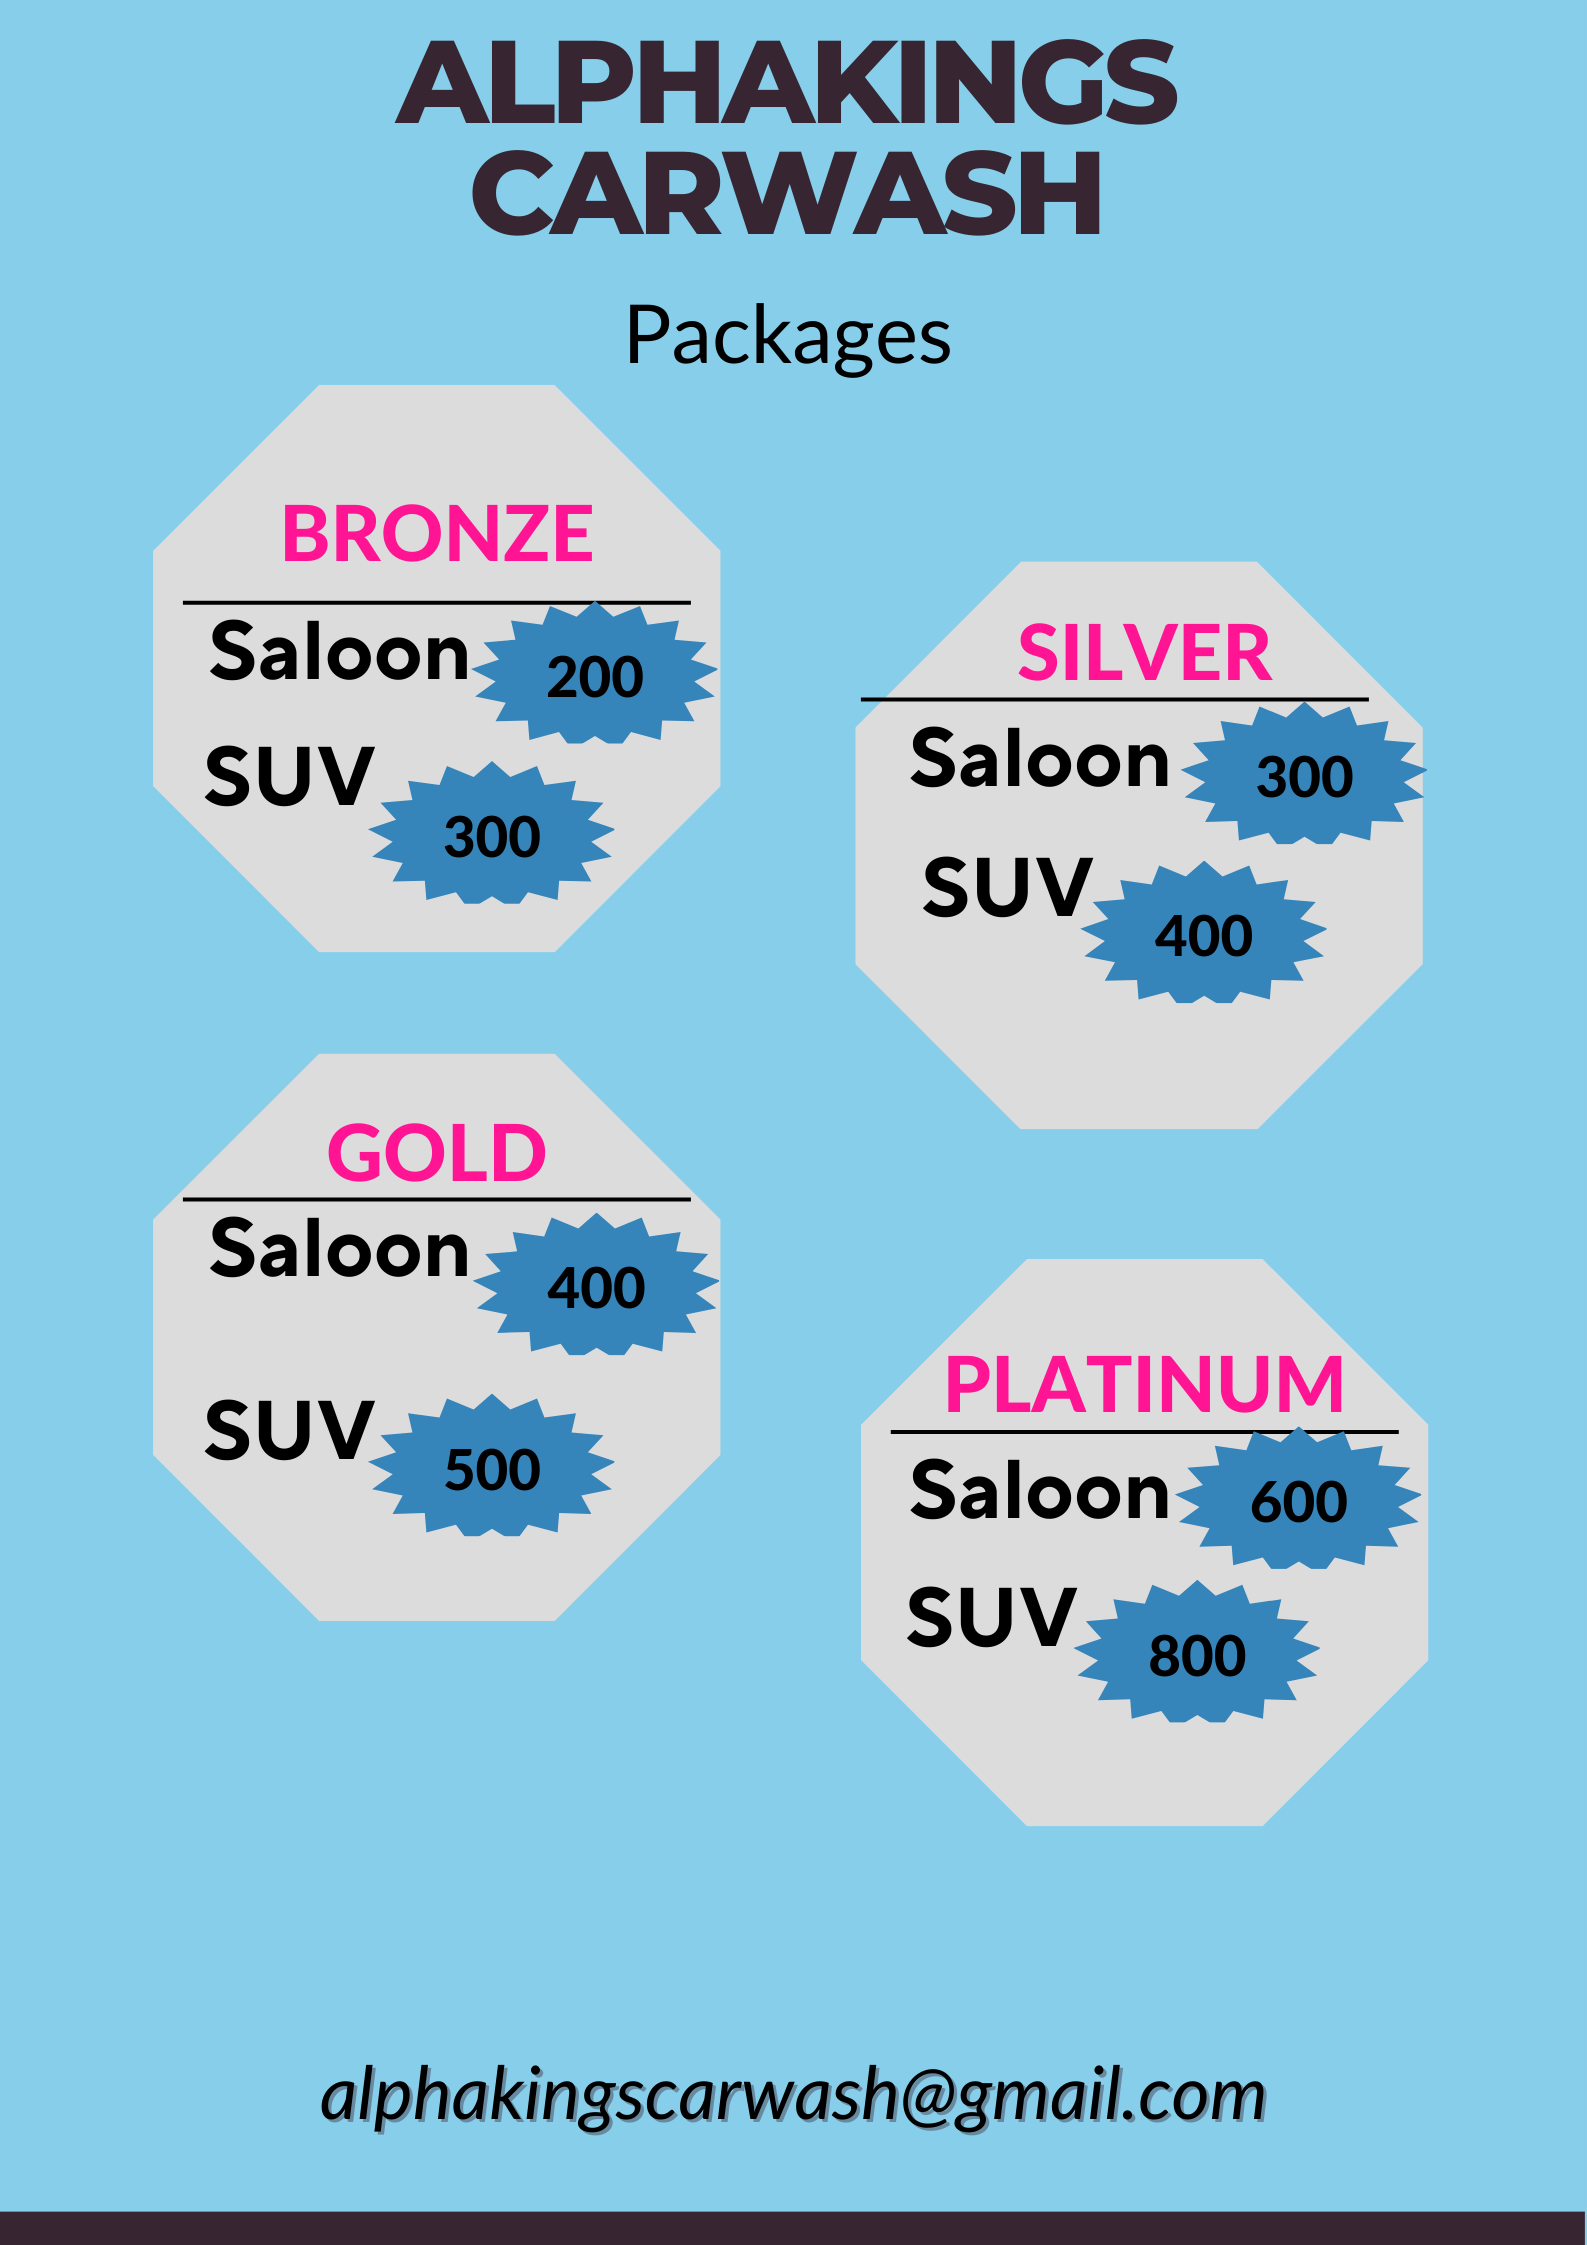 ALPHAKINGS
CARWASH
Packages
BRONZE
Saloon 200
SUV 300
SILVER
Saloon 300
SUV 400
GOLD
Saloon 400
SUV 500
PLATINUM
Saloon 600
SUV 800
alphakingscarwash@gmail.com